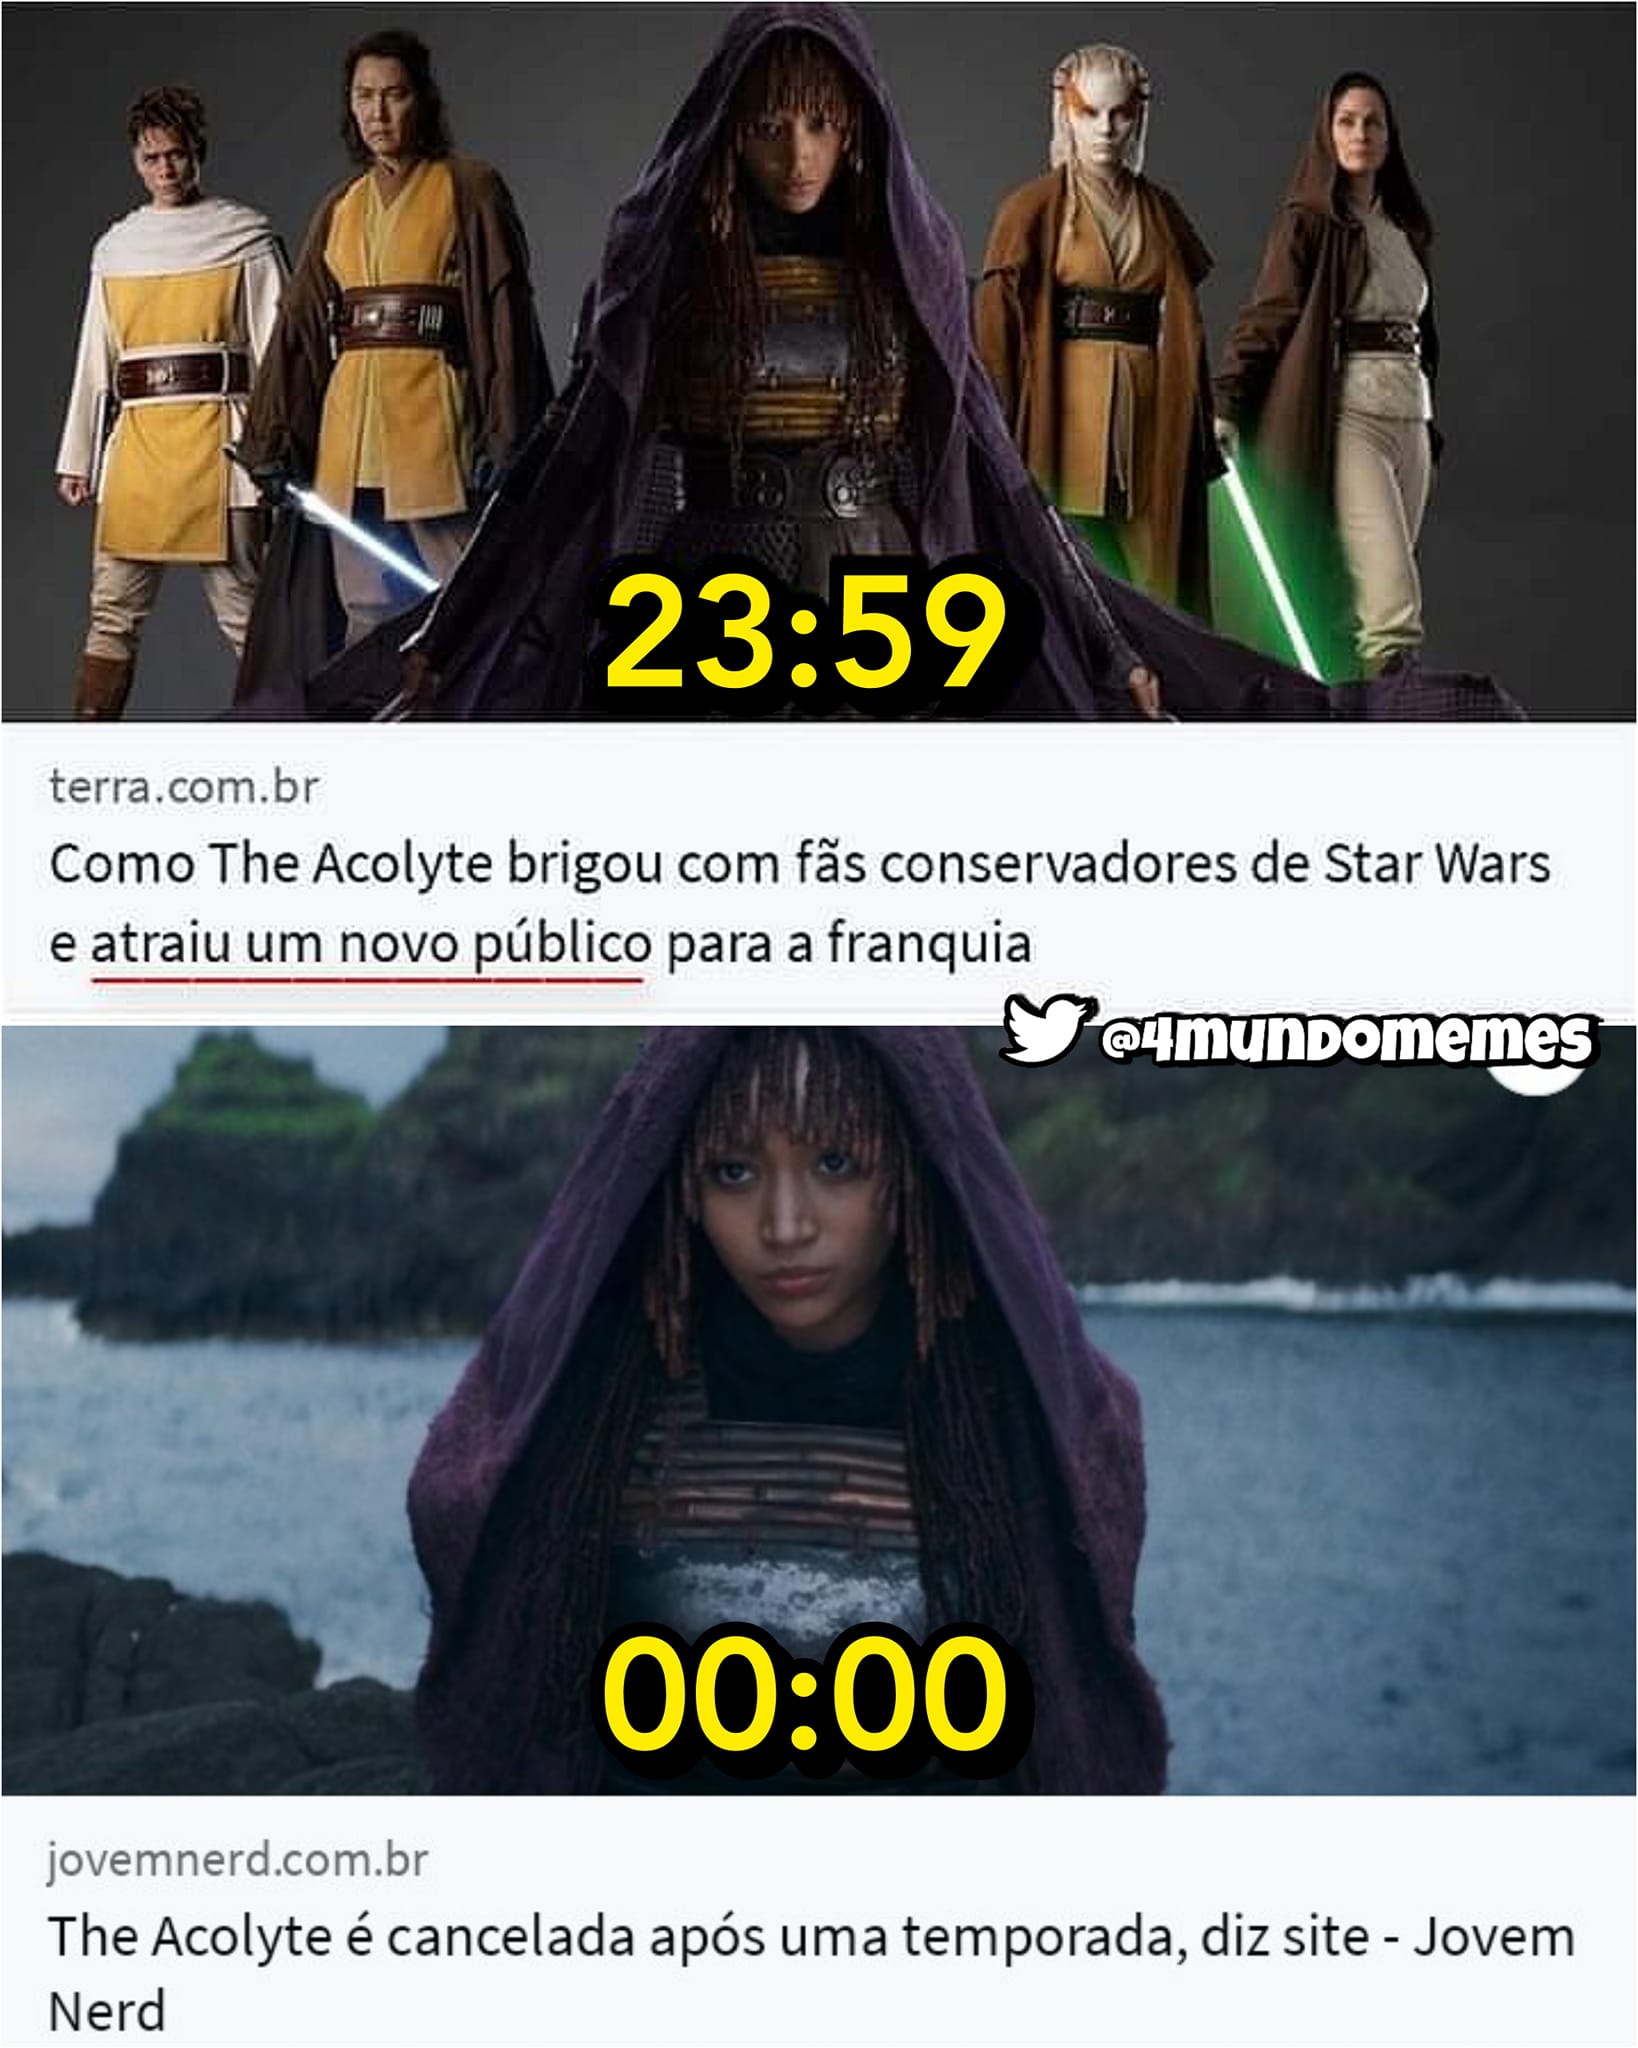 23:59
terra.com.br
Como The Acolyte brigou com fãs conservadores de Star Wars
e atraiu um novo público para a franquia
@4mundomemes
00:00
jovemnerd.com.br
The Acolyte é cancelada após uma temporada, diz site - Jovem
Nerd